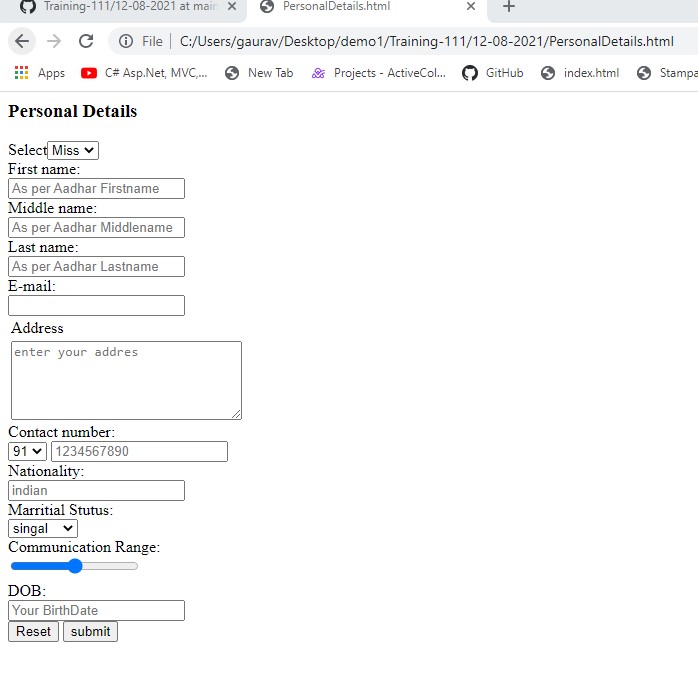 Training-111/12-08-2021 at main
PersonalDetails.html
File C:/Users/gaurav/Desktop/demo1/Training-111/12-08-2021/PersonalDetails.html
Apps C# Asp.Net, MVC,... New Tab Projects - ActiveCol... GitHub index.html Stampa
Personal Details
Select Miss
First name:
As per Aadhar Firstname
Middle name:
As per Aadhar Middlename
Last name:
As per Aadhar Lastname
E-mail:
Address
enter your addres
Contact number:
91 1234567890
Nationality:
indian
Marritial Stutus:
singal
Communication Range:
DOB:
Your BirthDate
Reset submit